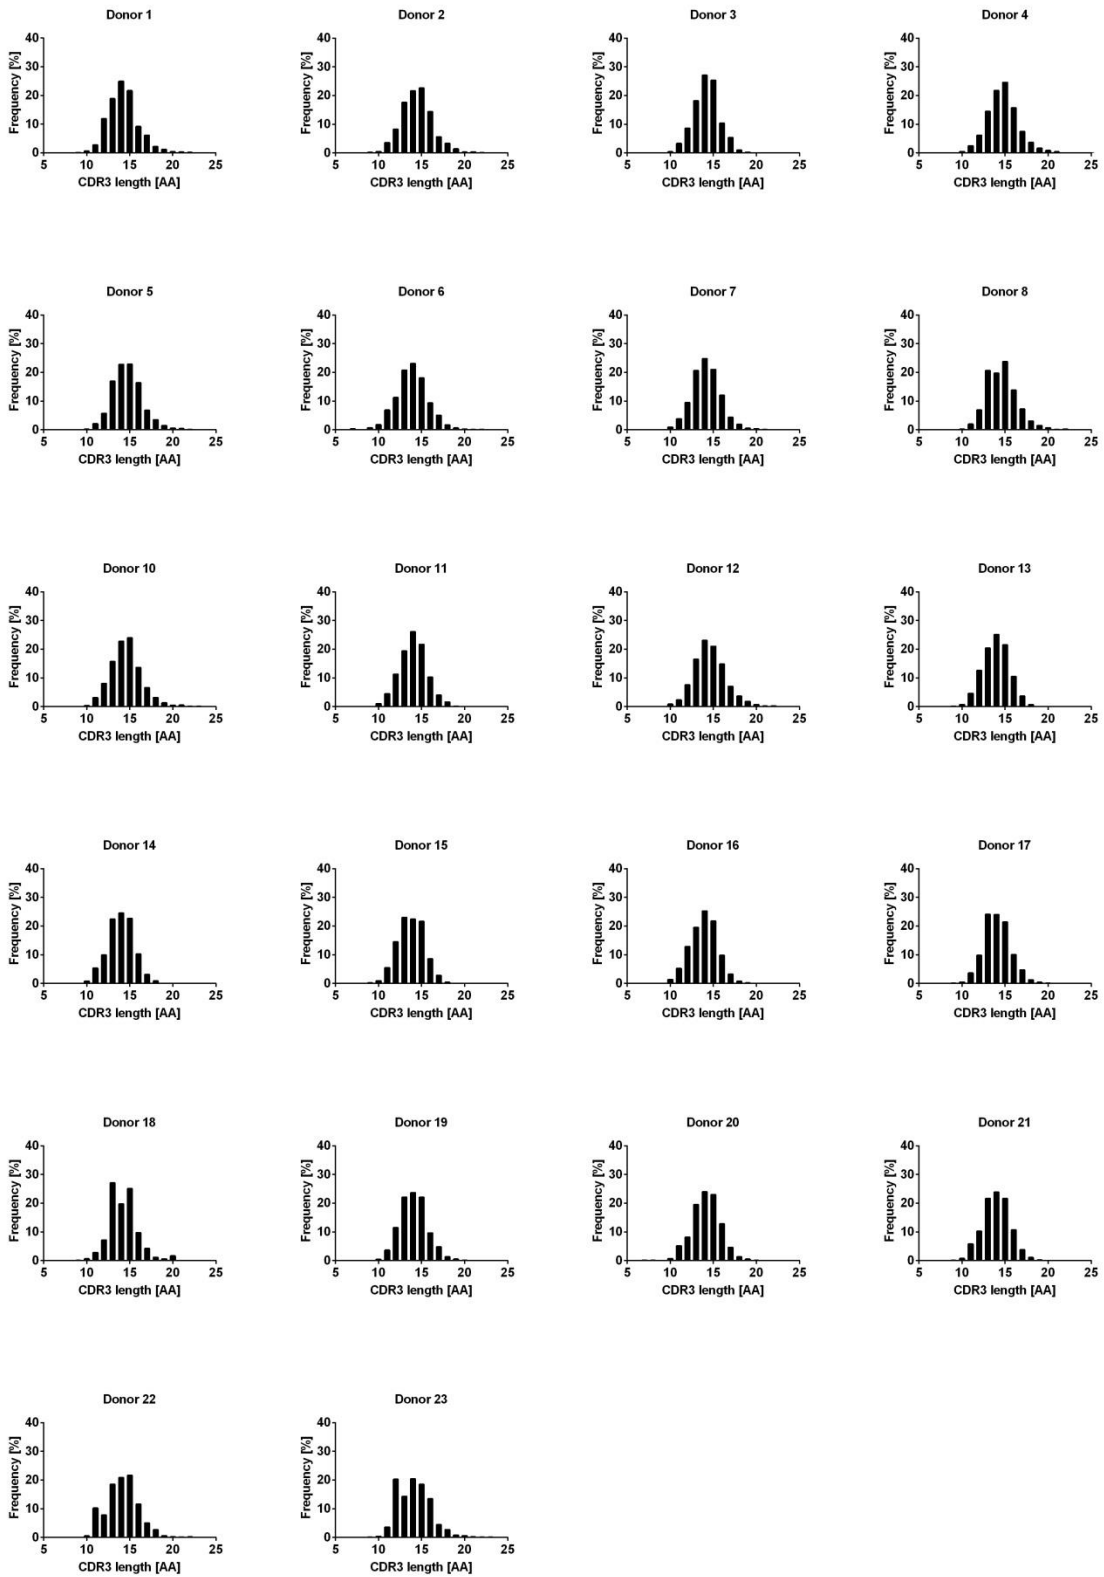 Donor 1
Frequency [%]
40
30
20
10
0
5 10 15 20 25
CDR3 length [AA]
Donor 2
Frequency [%]
40
30
20
10
0
5 10 15 20 25
CDR3 length [AA]
Donor 3
Frequency [%]
40
30
20
10
0
5 10 15 20 25
CDR3 length [AA]
Donor 4
Frequency [%]
40
30
20
10
0
5 10 15 20 25
CDR3 length [AA]
Donor 5
Frequency [%]
40
30
20
10
0
5 10 15 20 25
CDR3 length [AA]
Donor 6
Frequency [%]
40
30
20
10
0
5 10 15 20 25
CDR3 length [AA]
Donor 7
Frequency [%]
40
30
20
10
0
5 10 15 20 25
CDR3 length [AA]
Donor 8
Frequency [%]
40
30
20
10
0
5 10 15 20 25
CDR3 length [AA]
Donor 10
Frequency [%]
40
30
20
10
0
5 10 15 20 25
CDR3 length [AA]
Donor 11
Frequency [%]
40
30
20
10
0
5 10 15 20 25
CDR3 length [AA]
Donor 12
Frequency [%]
40
30
20
10
0
5 10 15 20 25
CDR3 length [AA]
Donor 13
Frequency [%]
40
30
20
10
0
5 10 15 20 25
CDR3 length [AA]
Donor 14
Frequency [%]
40
30
20
10
0
5 10 15 20 25
CDR3 length [AA]
Donor 15
Frequency [%]
40
30
20
10
0
5 10 15 20 25
CDR3 length [AA]
Donor 16
Frequency [%]
40
30
20
10
0
5 10 15 20 25
CDR3 length [AA]
Donor 17
Frequency [%]
40
30
20
10
0
5 10 15 20 25
CDR3 length [AA]
Donor 18
Frequency [%]
40
30
20
10
0
5 10 15 20 25
CDR3 length [AA]
Donor 19
Frequency [%]
40
30
20
10
0
5 10 15 20 25
CDR3 length [AA]
Donor 20
Frequency [%]
40
30
20
10
0
5 10 15 20 25
CDR3 length [AA]
Donor 21
Frequency [%]
40
30
20
10
0
5 10 15 20 25
CDR3 length [AA]
Donor 22
Frequency [%]
40
30
20
10
0
5 10 15 20 25
CDR3 length [AA]
Donor 23
Frequency [%]
40
30
20
10
0
5 10 15 20 25
CDR3 length [AA]